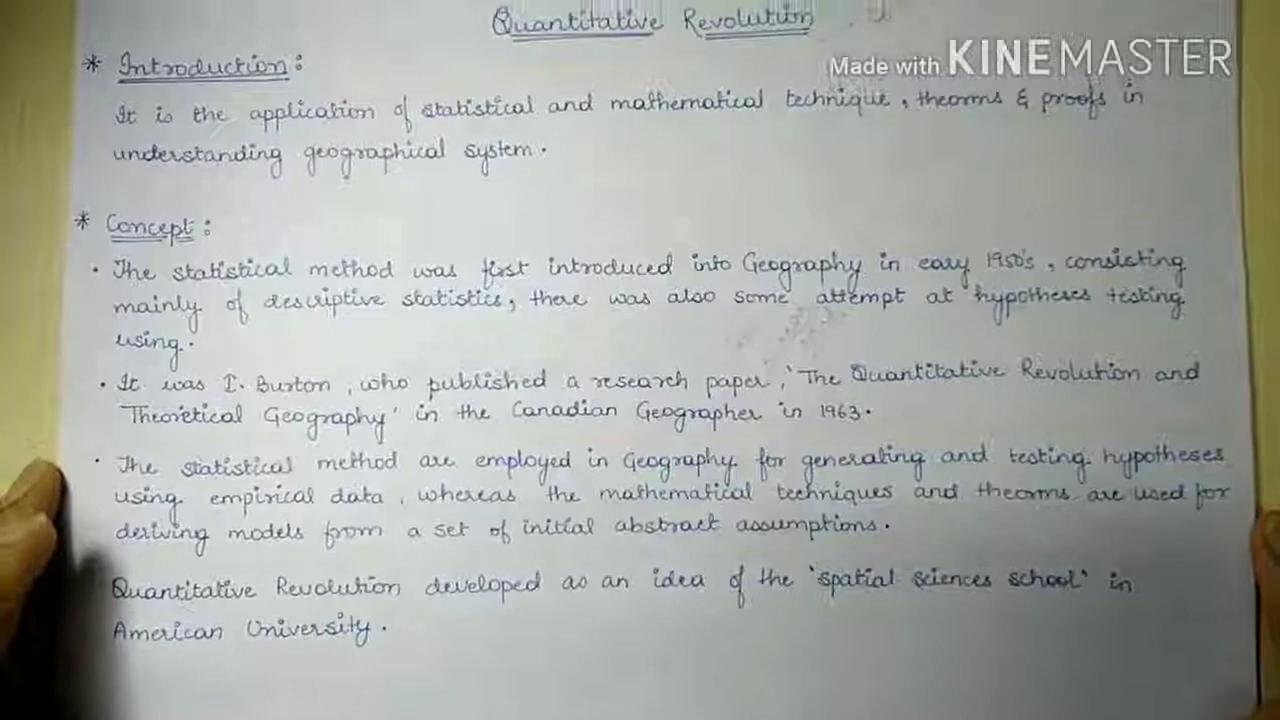 Quantitative Revolution
Made with KINEMASTER
* Introduction:
It is the application of statistical and mathematical technique, theorms & proofs in
understanding geographical system.
* Concept:
• The statistical method was first introduced into Geography in eary 1950's, consisting
mainly of descriptive statistics, there was also some attempt at hypotheses testing
using.
• It was I. Burton, who published a research paper, 'The Quantitative Revolution and
Theoretical Geography' in the Canadian Geographer in 1963.
• The statistical method are employed in Geography for generating and testing hypotheses
using empirical data, whereas the mathematical techniques and theorms are used for
deriving models from a set of initial abstract assumptions.
Quantitative Revolution developed as an idea of the 'spatial sciences school' in
American University.